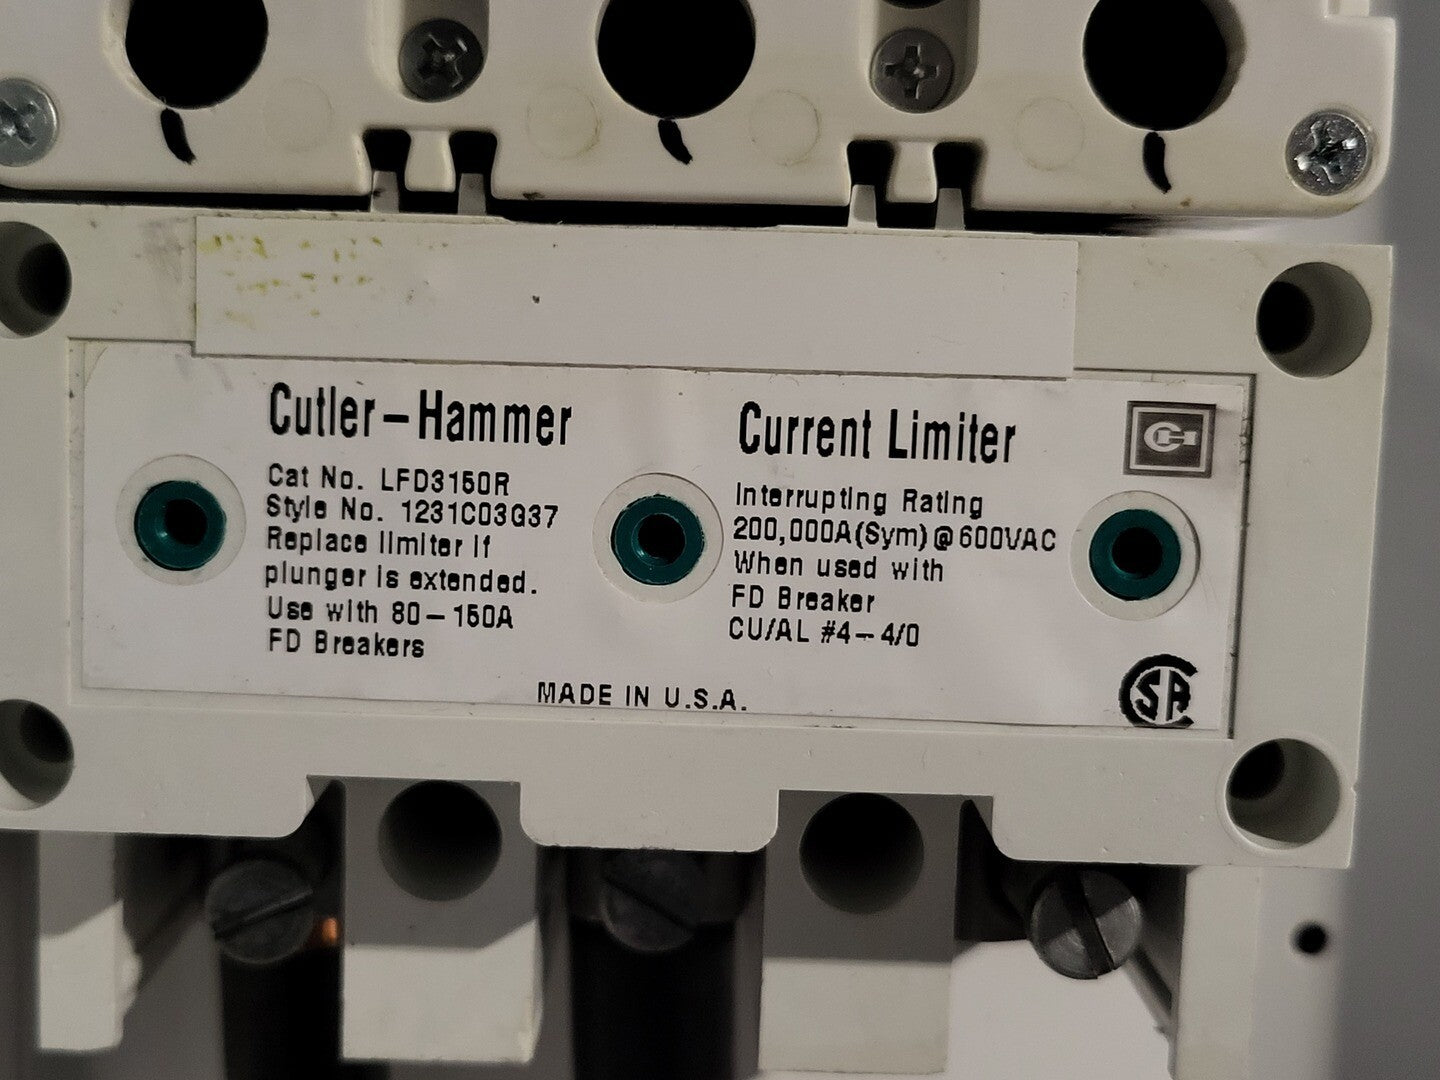 Cutler-Hammer
Cat No. LFD3150R
Style No. 1231C03G37
Replace limiter if
plunger is extended.
Use with 80-150A
FD Breakers
Current Limiter
Interrupting Rating
200,000A(Sym)@600VAC
When used with
FD Breaker
CU/AL #4-4/0
MADE IN U.S.A.
CH
SA